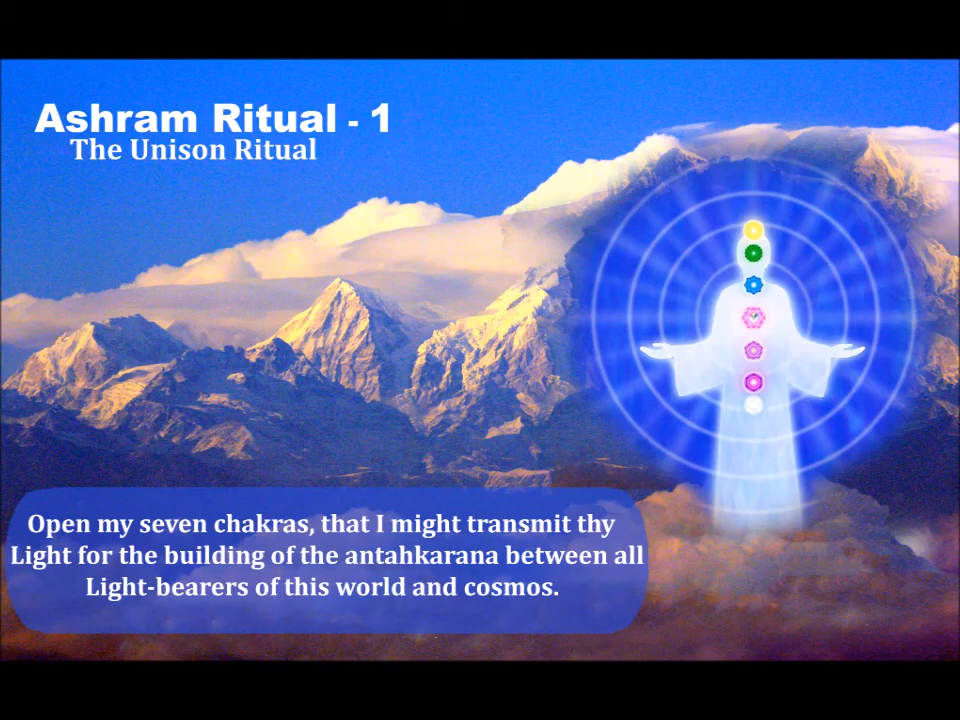 Ashram Ritual - 1
The Unison Ritual
Open my seven chakras, that I might transmit thy
Light for the building of the antahkarana between all
Light-bearers of this world and cosmos.